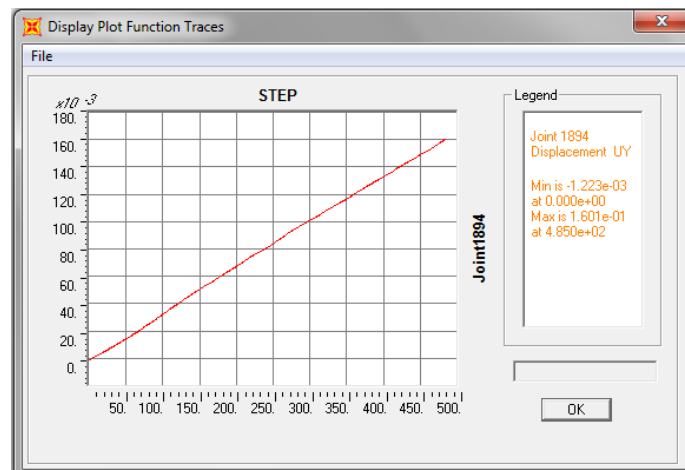 Display Plot Function Traces
File
x10 -3
STEP
180.
160.
140.
120.
100.
80.
60.
40.
20.
0.
50. 100. 150. 200. 250. 300. 350. 400. 450. 500.
Joint1894
Legend
Joint 1894
Displacement UY
Min is -1.223e-03
at 0.000e+00
Max is 1.601e-01
at 4.850e+02
OK